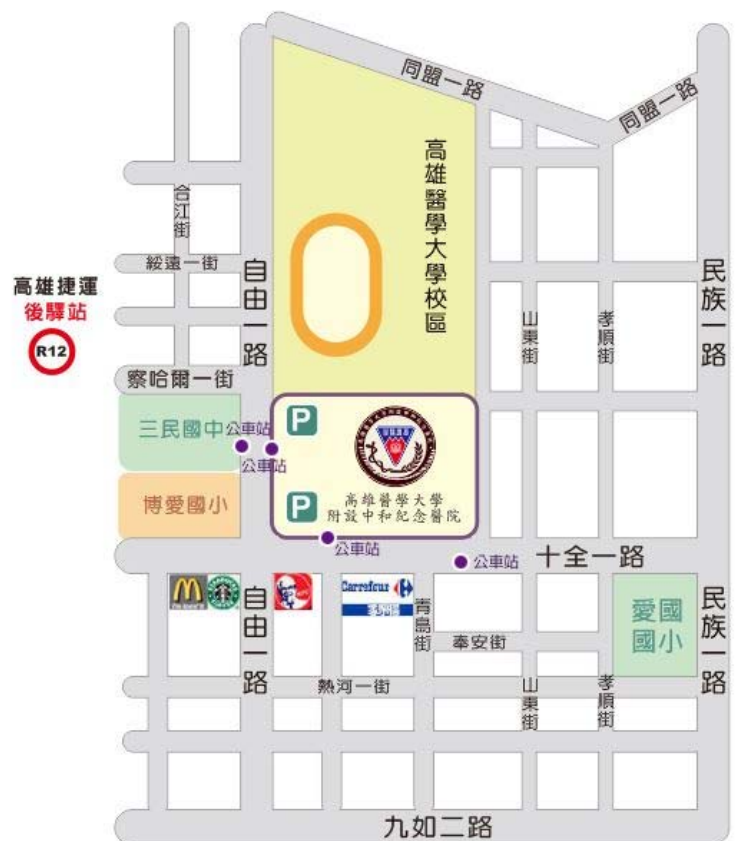 同盟一路
同盟一路
高雄醫學大學校區
合江街
綏遠一街
自由一路
高雄捷運
後驛站
R12
山東街
孝順街
民族一路
察哈爾一街
三民國中
公車站
公車站
P
P
博愛國小
高雄醫學大學
附設中和紀念醫院
公車站
公車站
十全一路
自由一路
Carrefour
青島街
奉安街
愛國
國小
民族一路
熱河一街
山東街
孝順街
九如二路